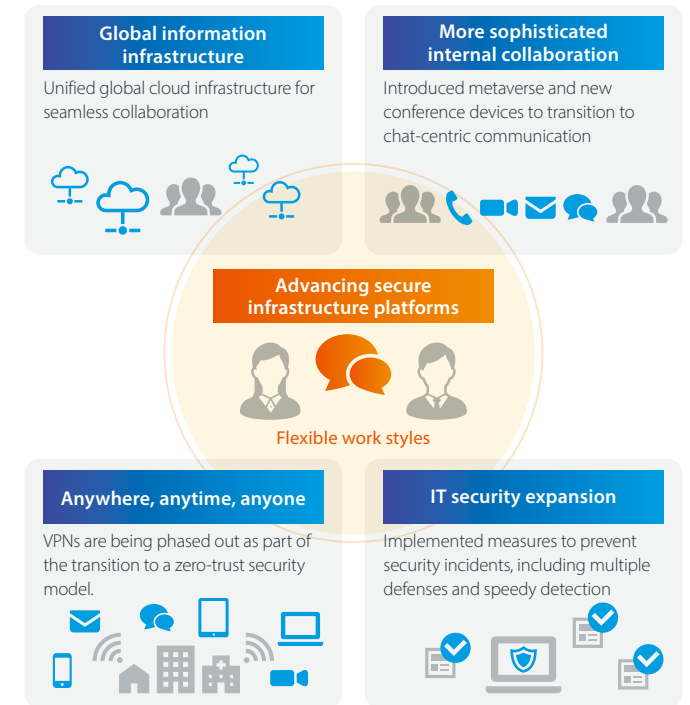 Global information
infrastructure
Unified global cloud infrastructure for
seamless collaboration
More sophisticated
internal collaboration
Introduced metaverse and new
conference devices to transition to
chat-centric communication
Advancing secure
infrastructure platforms
Flexible work styles
Anywhere, anytime, anyone
VPNs are being phased out as part of
the transition to a zero-trust security
model.
IT security expansion
Implemented measures to prevent
security incidents, including multiple
defenses and speedy detection